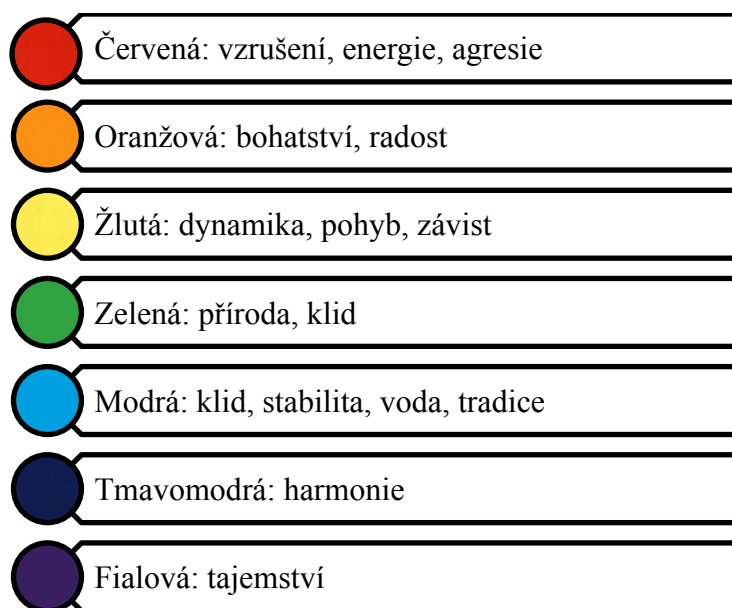 Červená: vzrušení, energie, agresie
Oranžová: bohatství, radost
Žlutá: dynamika, pohyb, závist
Zelená: příroda, klid
Modrá: klid, stabilita, voda, tradice
Tmavomodrá: harmonie
Fialová: tajemství